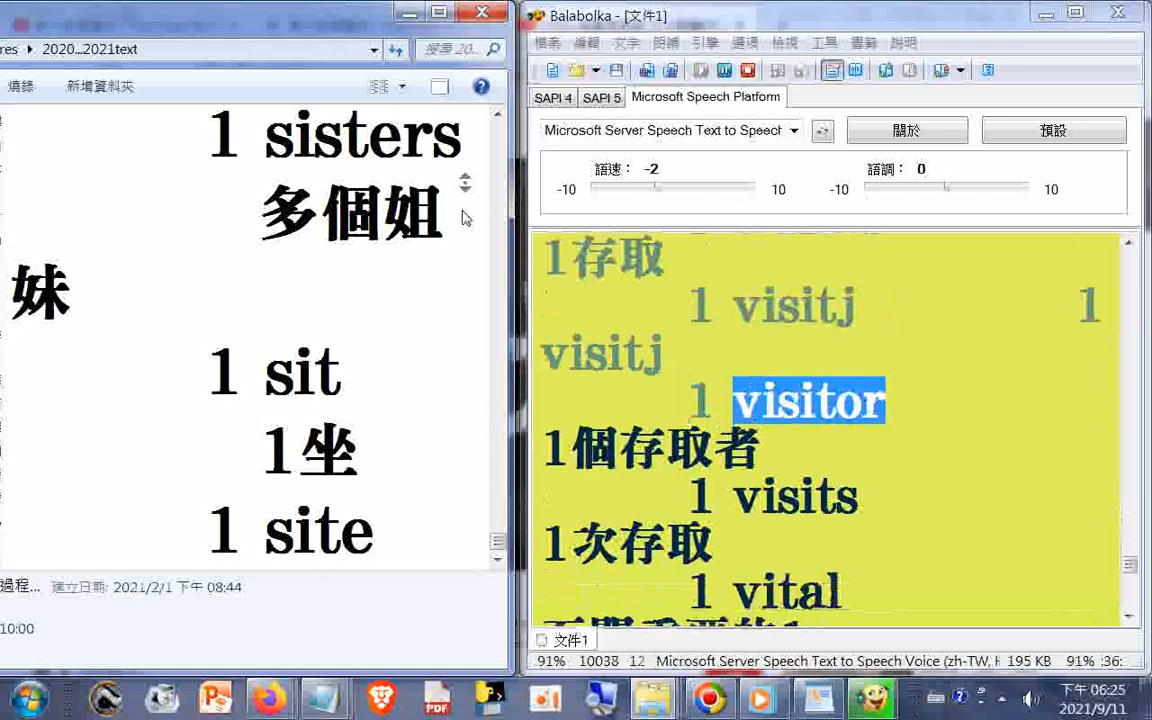 res ▸ 2020...2021text
搜尋 20...
燒錄 新增資料夾
1 sisters
多個姐
妹
1 sit
1坐
1 site
過程... 建立日期: 2021/2/1 下午 08:44
10:00
Balabolka - [文件1]
檔案 編輯 文字 朗讀 引擎 選項 檢視 工具 書籤 說明
SAPI 4 SAPI 5 Microsoft Speech Platform
Microsoft Server Speech Text to Speech 關於 預設
語速： -2 語調： 0
-10 10 -10 10
1存取
1 visitj 1
visitj
1 visitor
1個存取者
1 visits
1次存取
1 vital
文件1
91% 10038 12 Microsoft Server Speech Text to Speech Voice (zh-TW, 195 KB 91% :36:
下午 06:25
2021/9/11